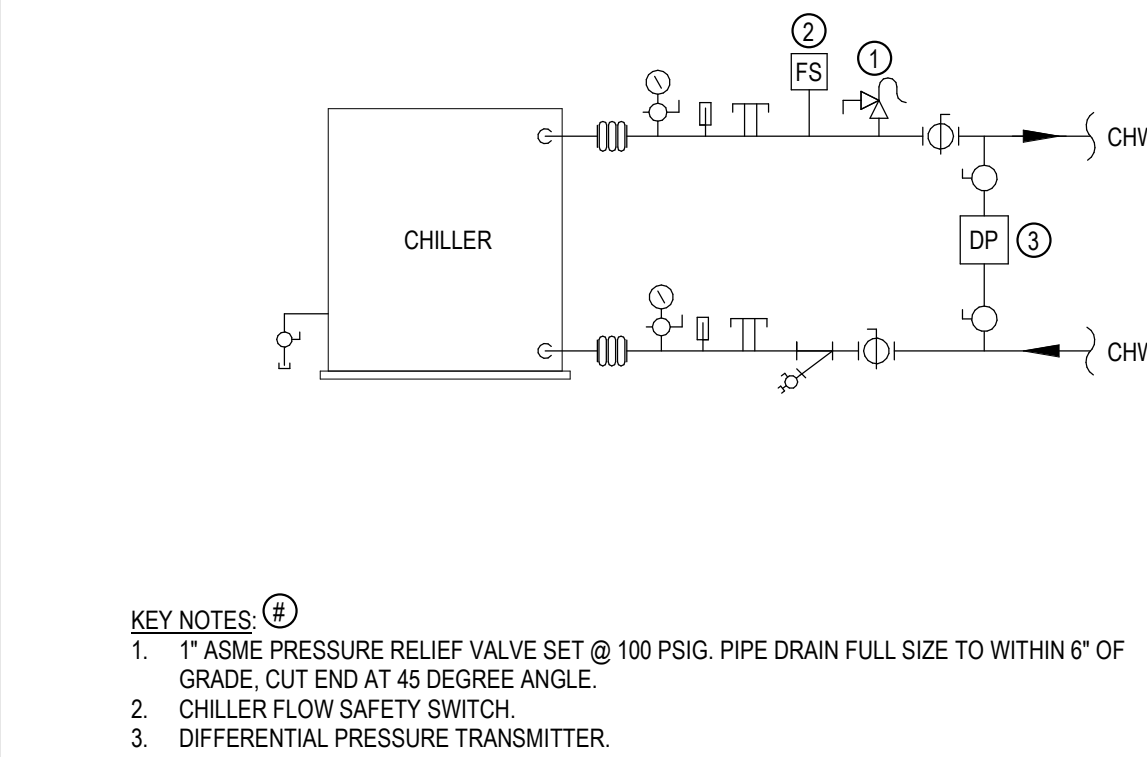 2
FS
1
CHW
CHILLER
DP
3
CHW
KEY NOTES: #
1. 1" ASME PRESSURE RELIEF VALVE SET @ 100 PSIG. PIPE DRAIN FULL SIZE TO WITHIN 6" OF
GRADE, CUT END AT 45 DEGREE ANGLE.
2. CHILLER FLOW SAFETY SWITCH.
3. DIFFERENTIAL PRESSURE TRANSMITTER.